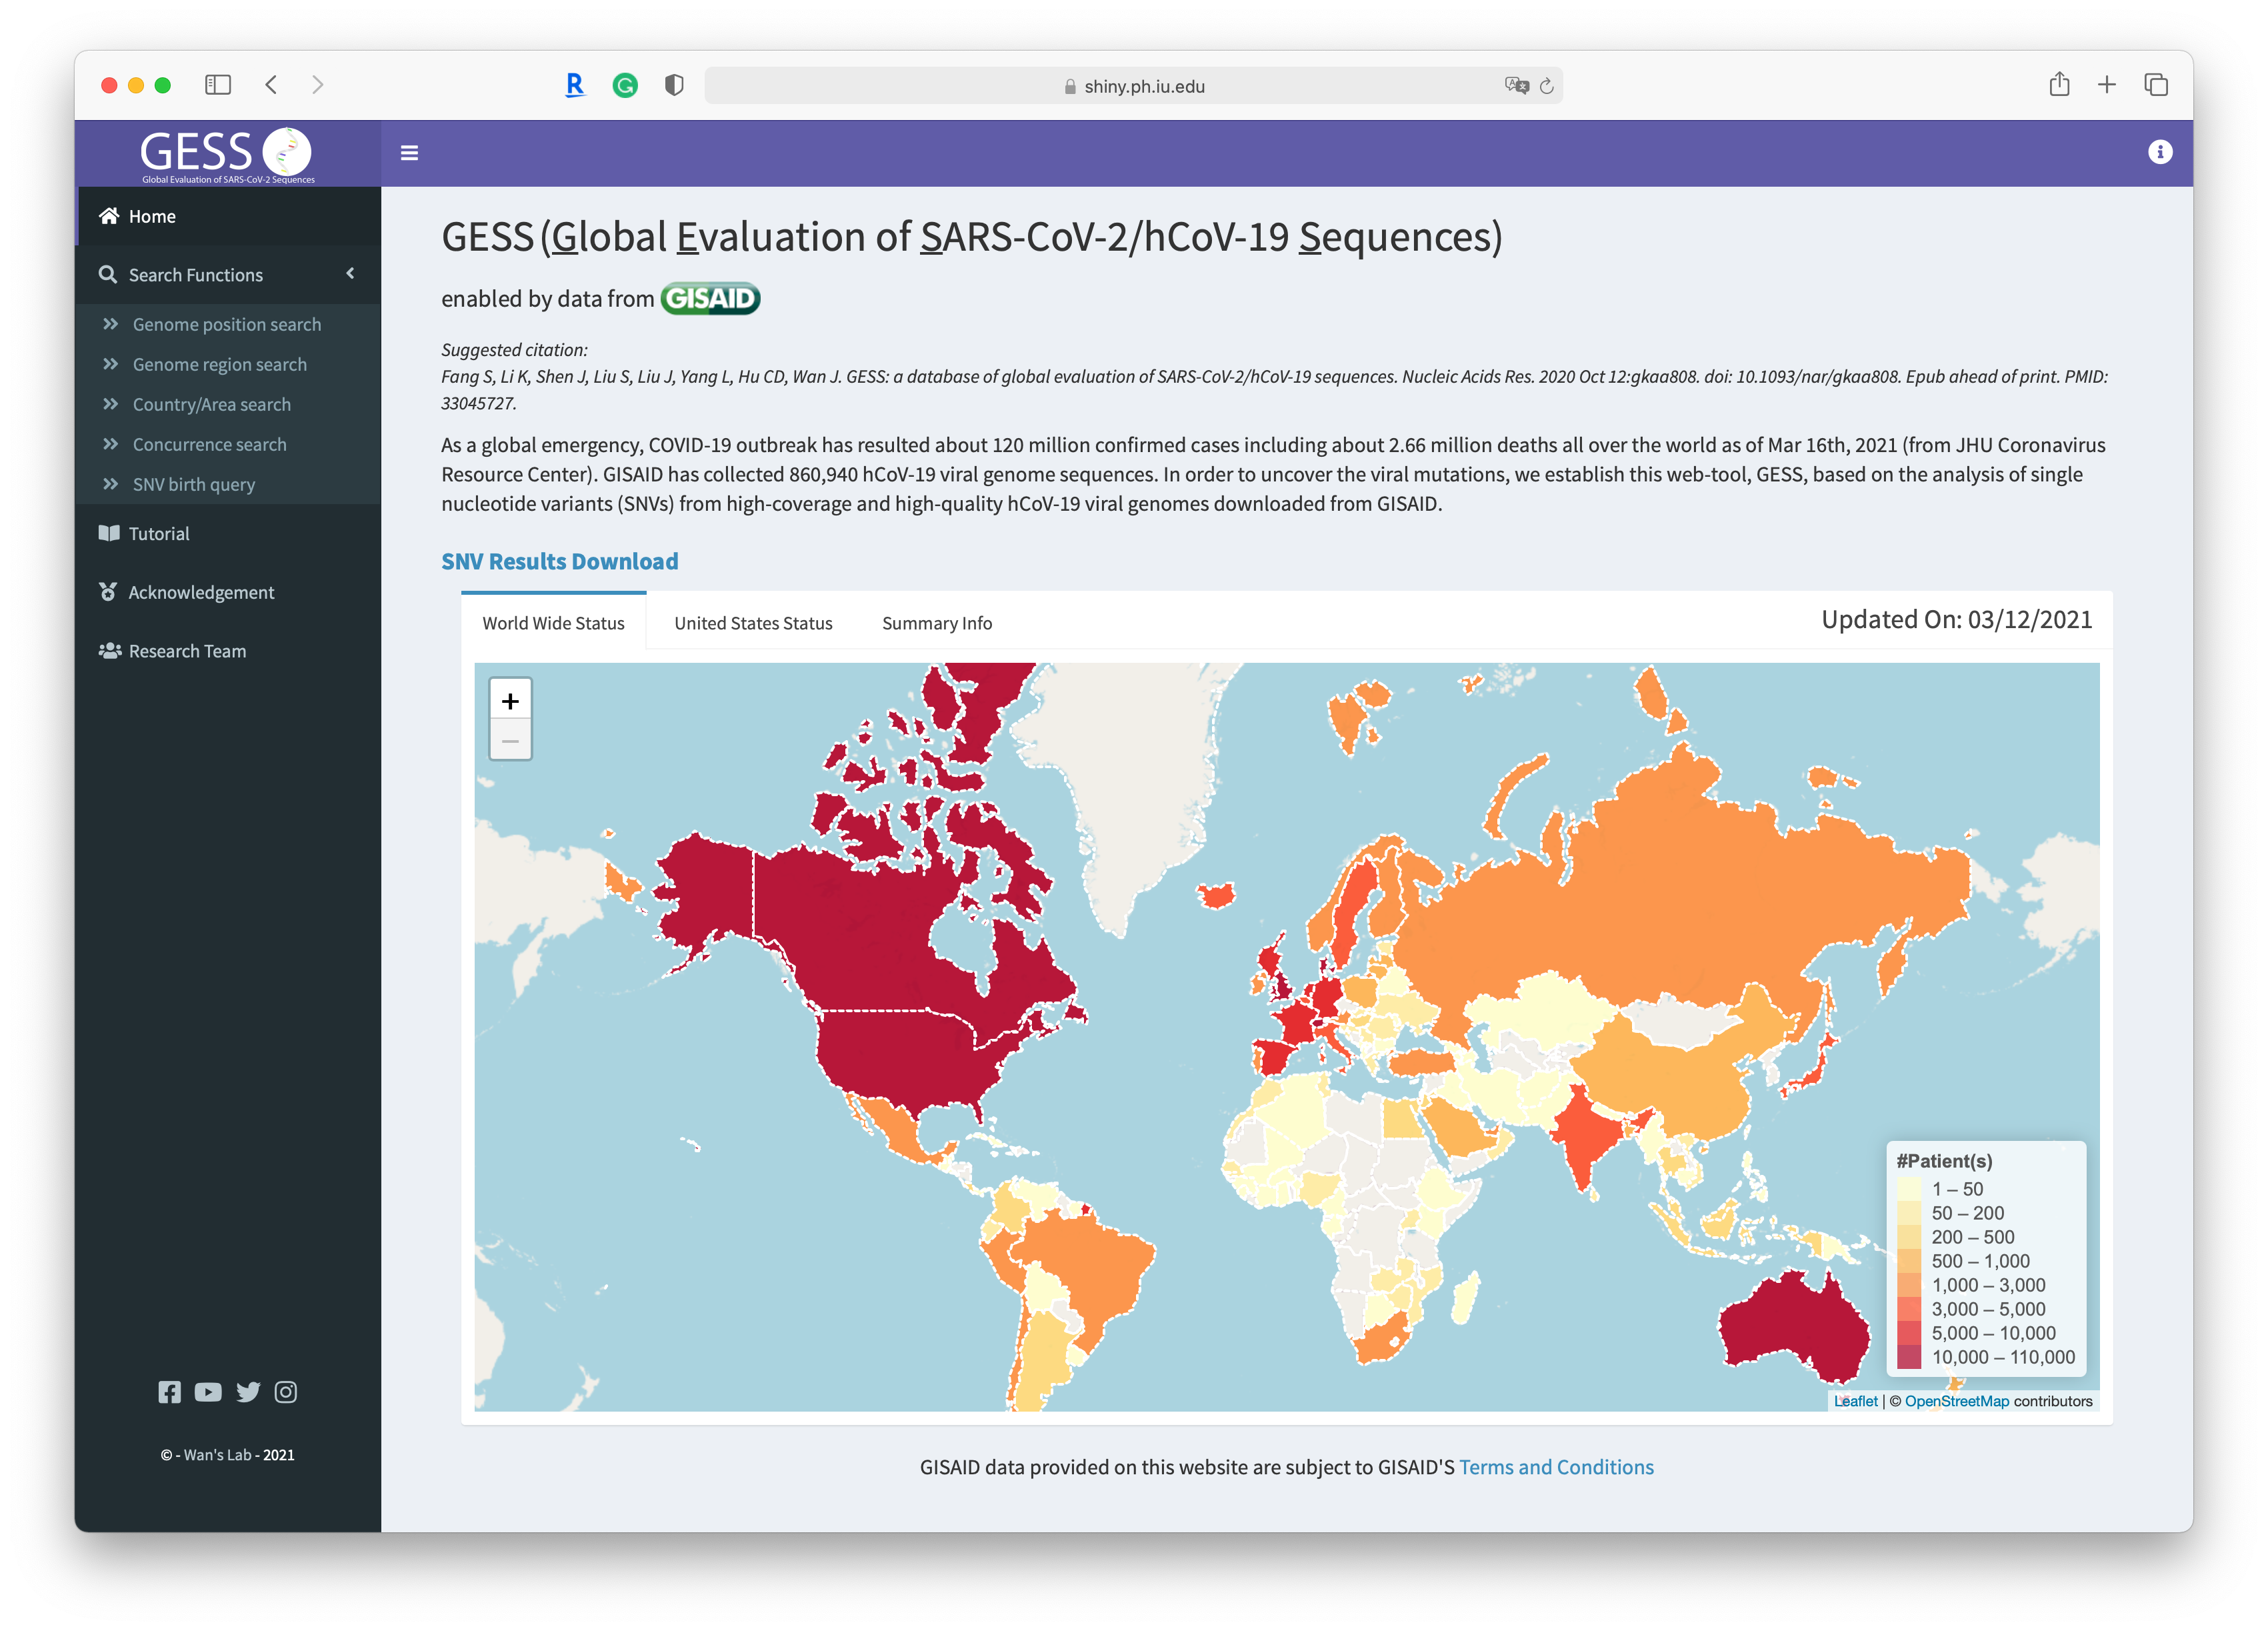 shiny.ph.iu.edu
GESS
Global Evaluation of SARS-CoV-2 Sequences
Home
Search Functions
Genome position search
Genome region search
Country/Area search
Concurrence search
SNV birth query
Tutorial
Acknowledgement
Research Team
© - Wan's Lab - 2021
GESS (Global Evaluation of SARS-CoV-2/hCoV-19 Sequences)
enabled by data from GISAID
Suggested citation:
Fang S, Li K, Shen J, Liu S, Liu J, Yang L, Hu CD, Wan J. GESS: a database of global evaluation of SARS-CoV-2/hCoV-19 sequences. Nucleic Acids Res. 2020 Oct 12:gkaa808. doi: 10.1093/nar/gkaa808. Epub ahead of print. PMID:
33045727.
As a global emergency, COVID-19 outbreak has resulted about 120 million confirmed cases including about 2.66 million deaths all over the world as of Mar 16th, 2021 (from JHU Coronavirus
Resource Center). GISAID has collected 860,940 hCoV-19 viral genome sequences. In order to uncover the viral mutations, we establish this web-tool, GESS, based on the analysis of single
nucleotide variants (SNVs) from high-coverage and high-quality hCoV-19 viral genomes downloaded from GISAID.
SNV Results Download
World Wide Status United States Status Summary Info Updated On: 03/12/2021
+
−
#Patient(s)
1 – 50
50 – 200
200 – 500
500 – 1,000
1,000 – 3,000
3,000 – 5,000
5,000 – 10,000
10,000 – 110,000
Leaflet | © OpenStreetMap contributors
GISAID data provided on this website are subject to GISAID'S Terms and Conditions